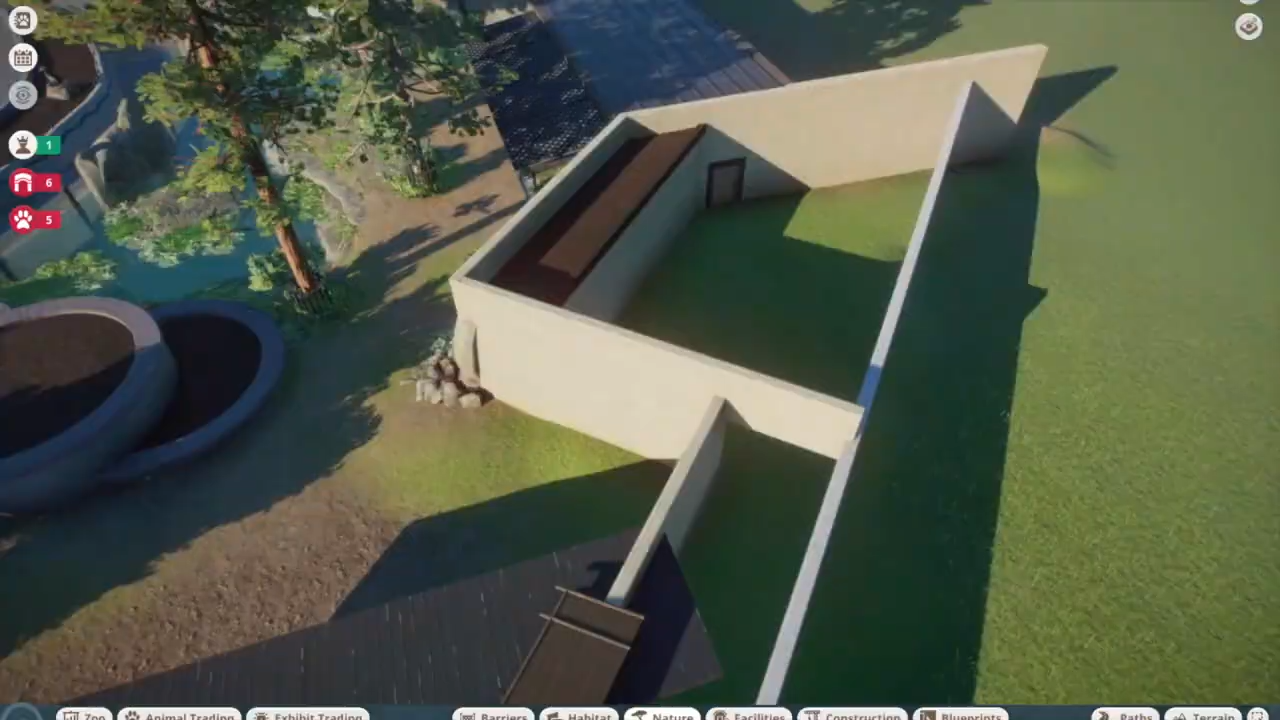 1
6
5
Zoo Animal Trading Exhibit Trading Barriers Habitat Nature Facilities Construction Blueprints Paths Terrain